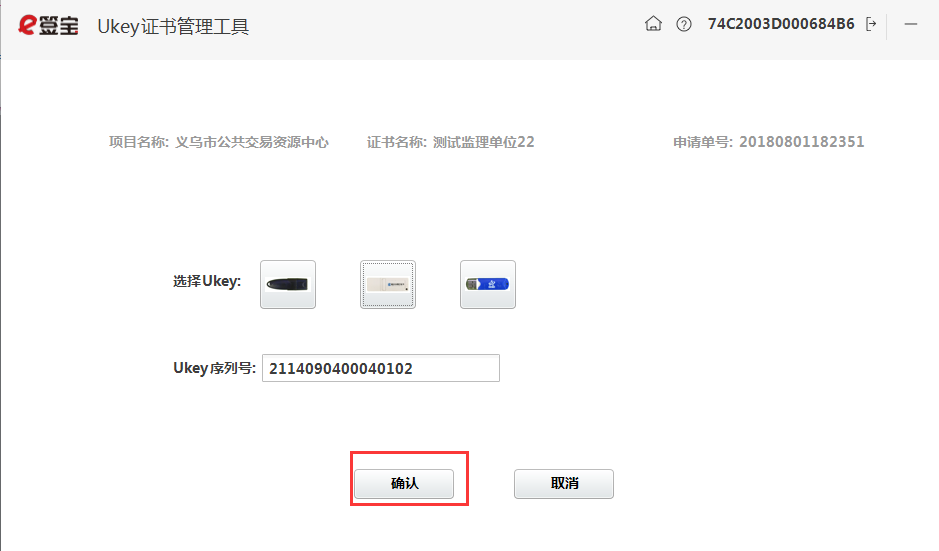 e签宝 Ukey证书管理工具 74C2003D000684B6
项目名称: 义乌市公共交易资源中心 证书名称: 测试监理单位22 申请单号: 20180801182351
选择Ukey:
Ukey序列号: 2114090400040102
确认 取消